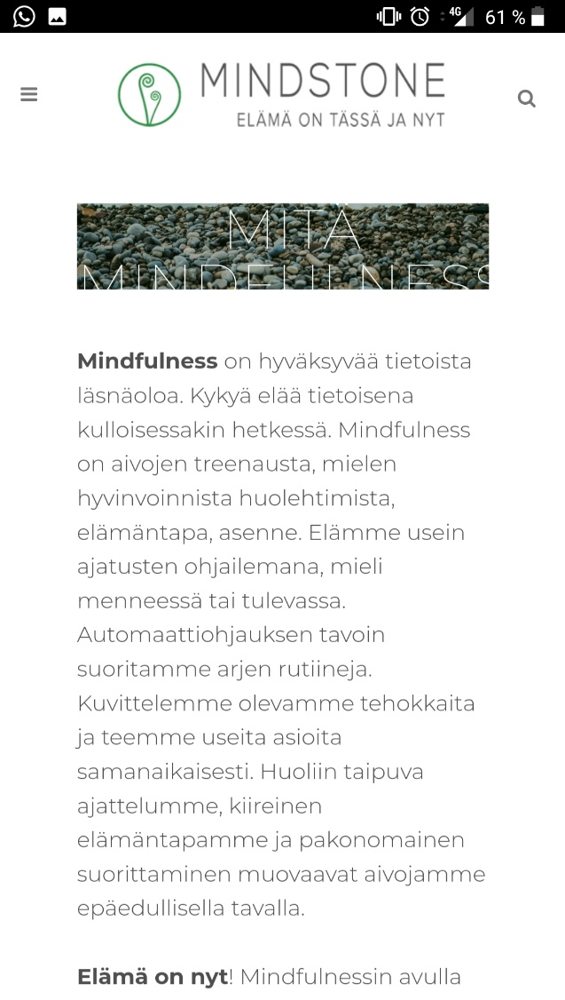 4G 61 %
MINDSTONE
ELÄMÄ ON TÄSSÄ JA NYT
MITÄ
MINDFULNESS
Mindfulness on hyväksyvää tietoista
läsnäoloa. Kykyä elää tietoisena
kulloisessakin hetkessä. Mindfulness
on aivojen treenausta, mielen
hyvinvoinnista huolehtimista,
elämäntapa, asenne. Elämme usein
ajatusten ohjailemana, mieli
menneessä tai tulevassa.
Automaattiohjauksen tavoin
suoritamme arjen rutiineja.
Kuvittelemme olevamme tehokkaita
ja teemme useita asioita
samanaikaisesti. Huoliin taipuva
ajattelumme, kiireinen
elämäntapamme ja pakonomainen
suorittaminen muovaavat aivojamme
epäedullisella tavalla.
Elämä on nyt! Mindfulnessin avulla